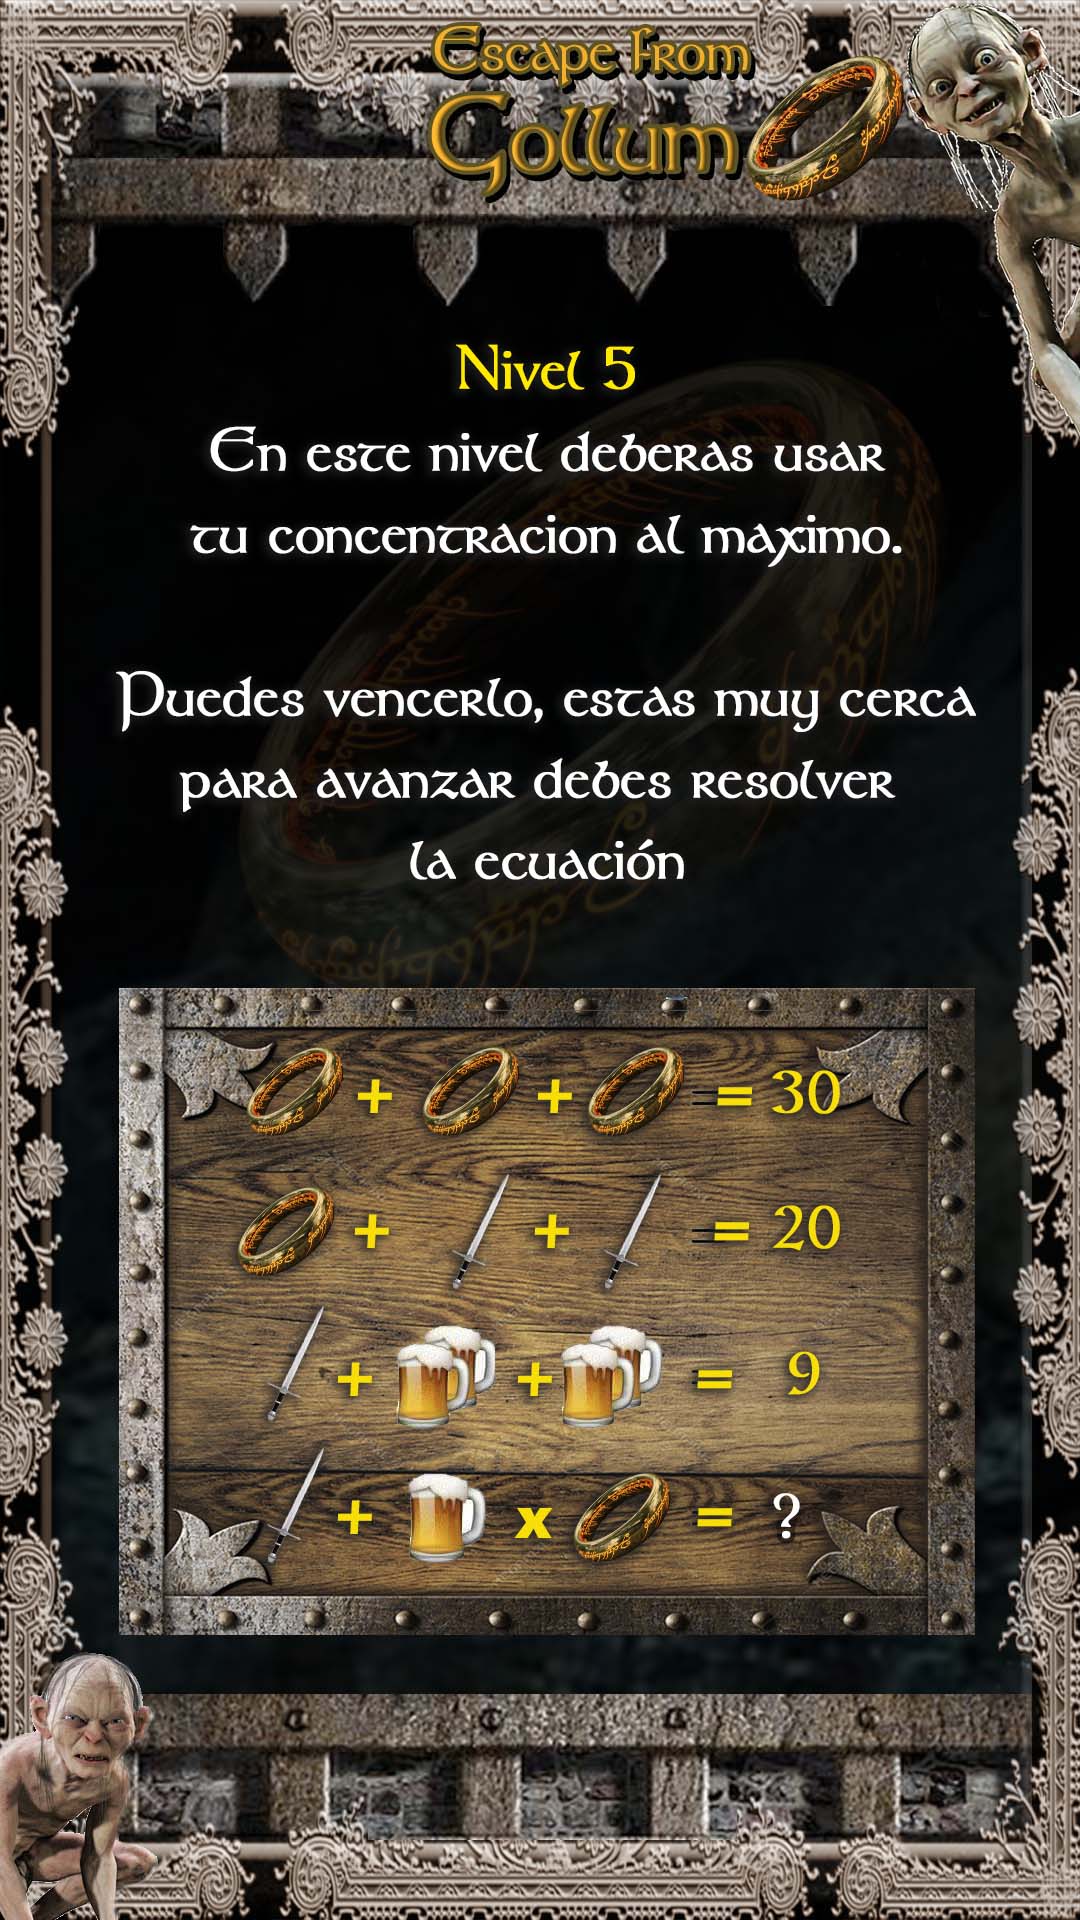 Escape from
Gollum
Nivel 5
En este nivel deberas usar
tu concentracion al maximo.
Puedes vencerlo, estas muy cerca
para avanzar debes resolver
la ecuación
+ + = 30
+ + = 20
+ + = 9
+ x = ?